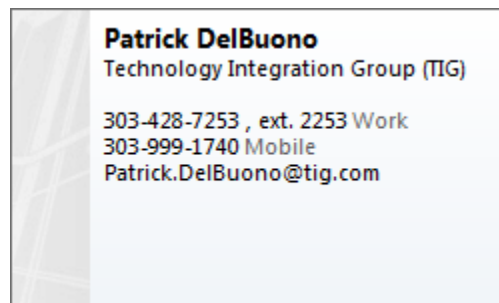 Patrick DelBuono
Technology Integration Group (TIG)
303-428-7253 , ext. 2253 Work
303-999-1740 Mobile
Patrick.DelBuono@tig.com